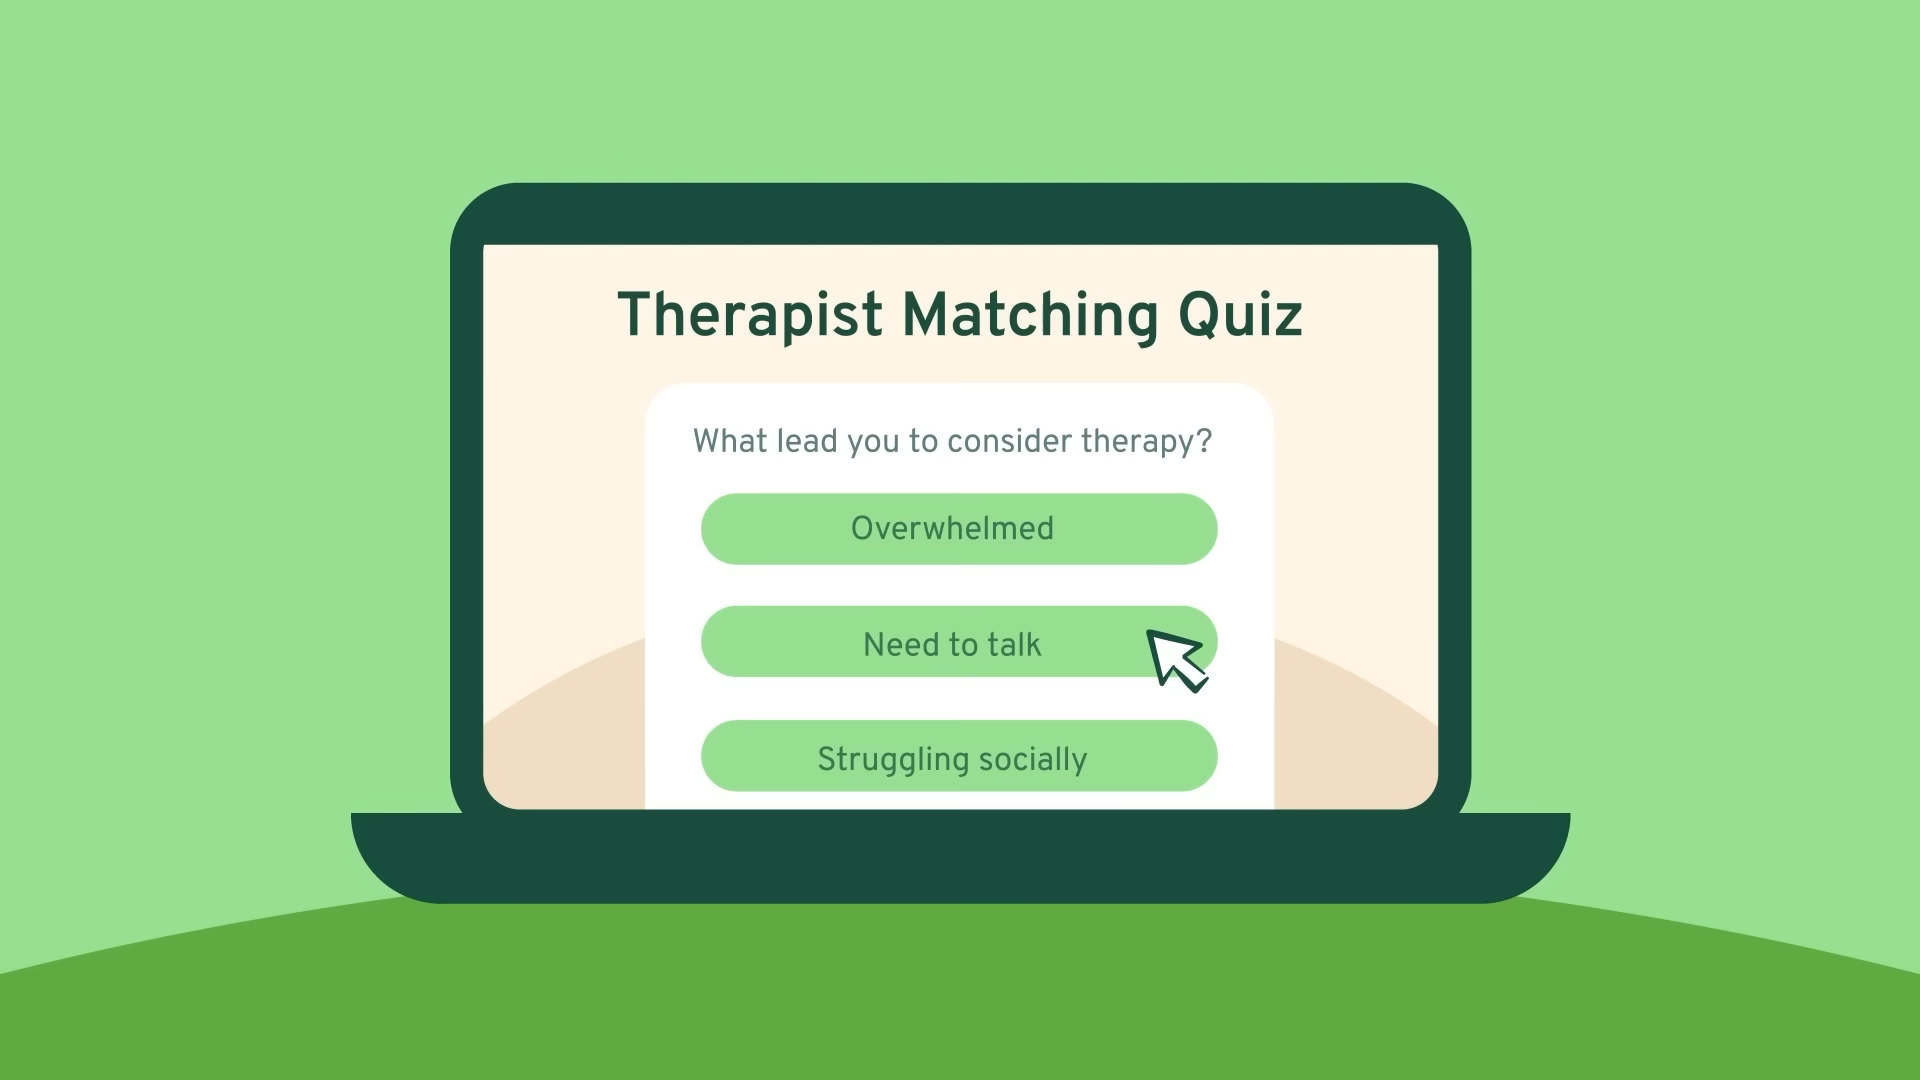 Therapist Matching Quiz
What lead you to consider therapy?
Overwhelmed
Need to talk
Struggling socially